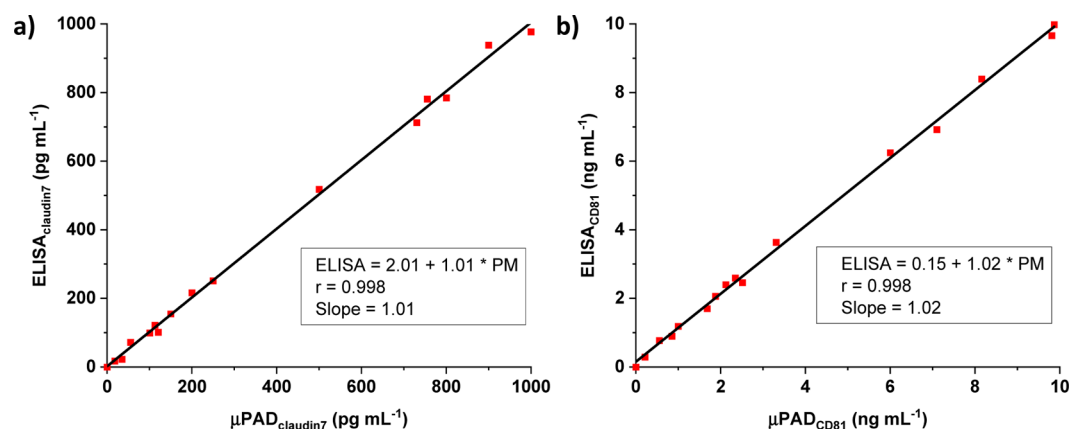 a)
ELISAclaudin7 (pg mL-1)
1000
800
600
400
200
0
ELISA = 2.01 + 1.01 * PM
r = 0.998
Slope = 1.01
0 200 400 600 800 1000
μPADclaudin7 (pg mL-1)
b)
ELISACD81 (ng mL-1)
10
8
6
4
2
0
ELISA = 0.15 + 1.02 * PM
r = 0.998
Slope = 1.02
0 2 4 6 8 10
μPADCD81 (ng mL-1)